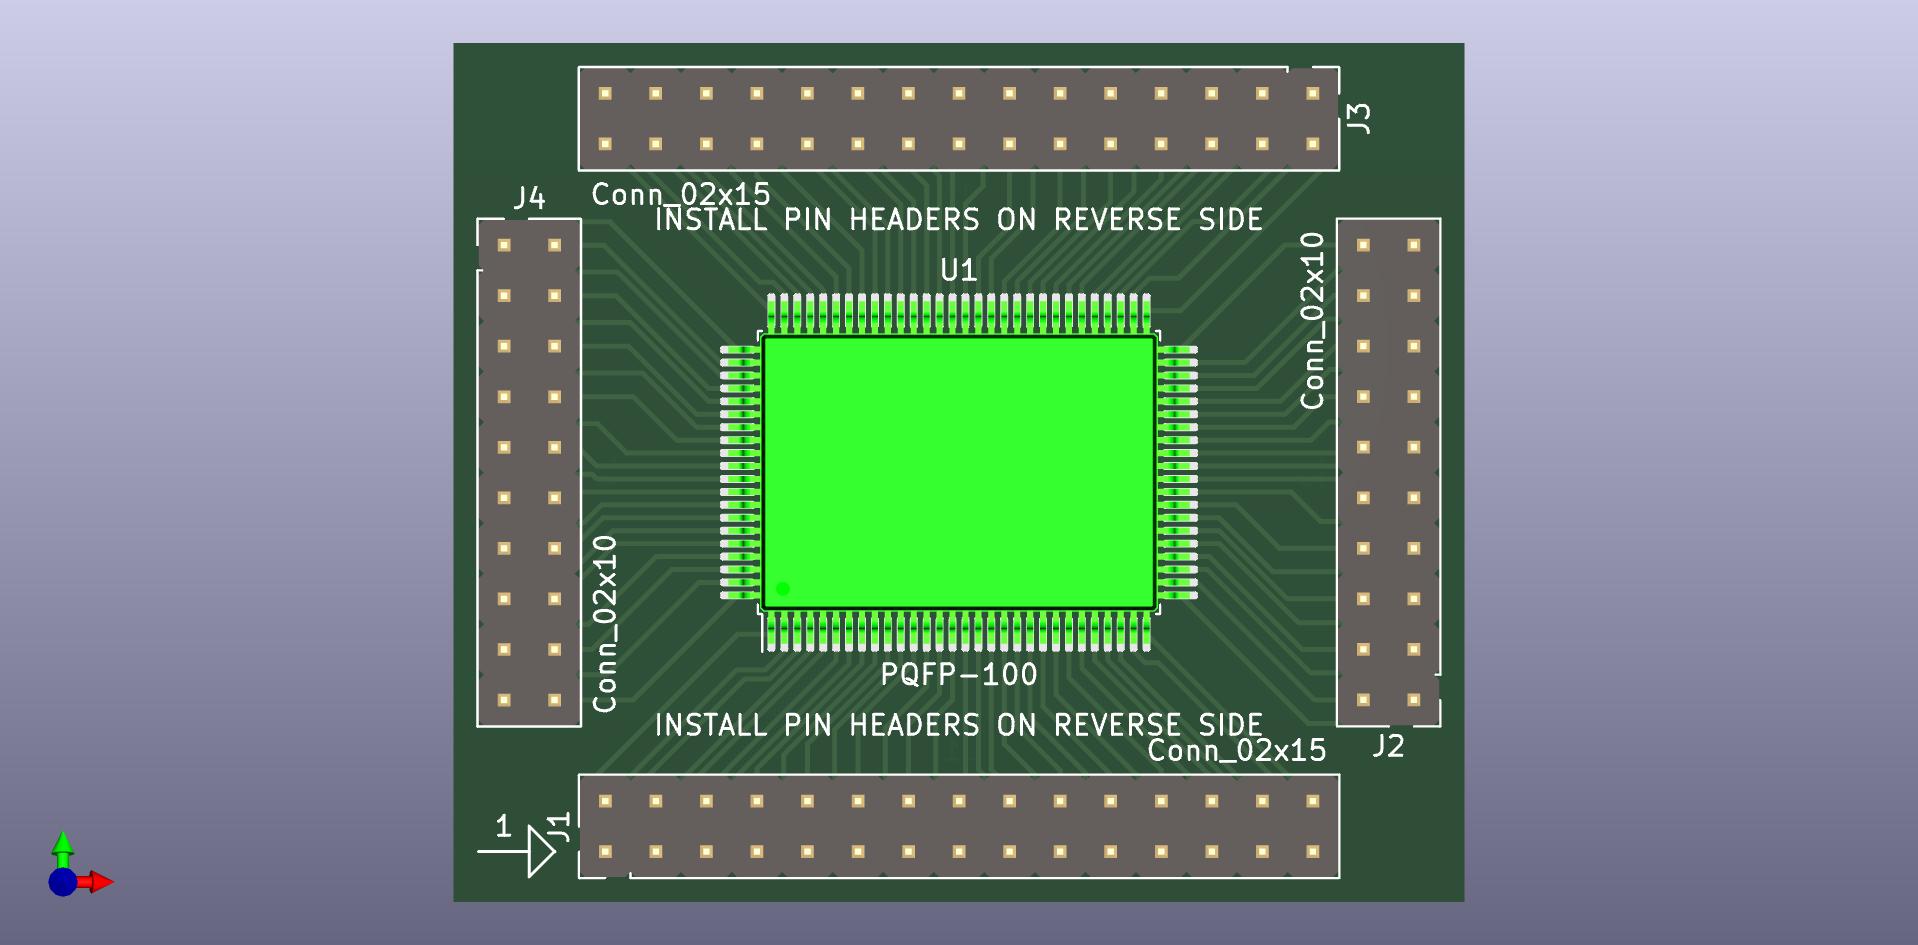 J3
Conn_02x15
J4
INSTALL PIN HEADERS ON REVERSE SIDE
Conn_02x10
U1
Conn_02x10
PQFP-100
INSTALL PIN HEADERS ON REVERSE SIDE
Conn_02x15
J2
1
J1